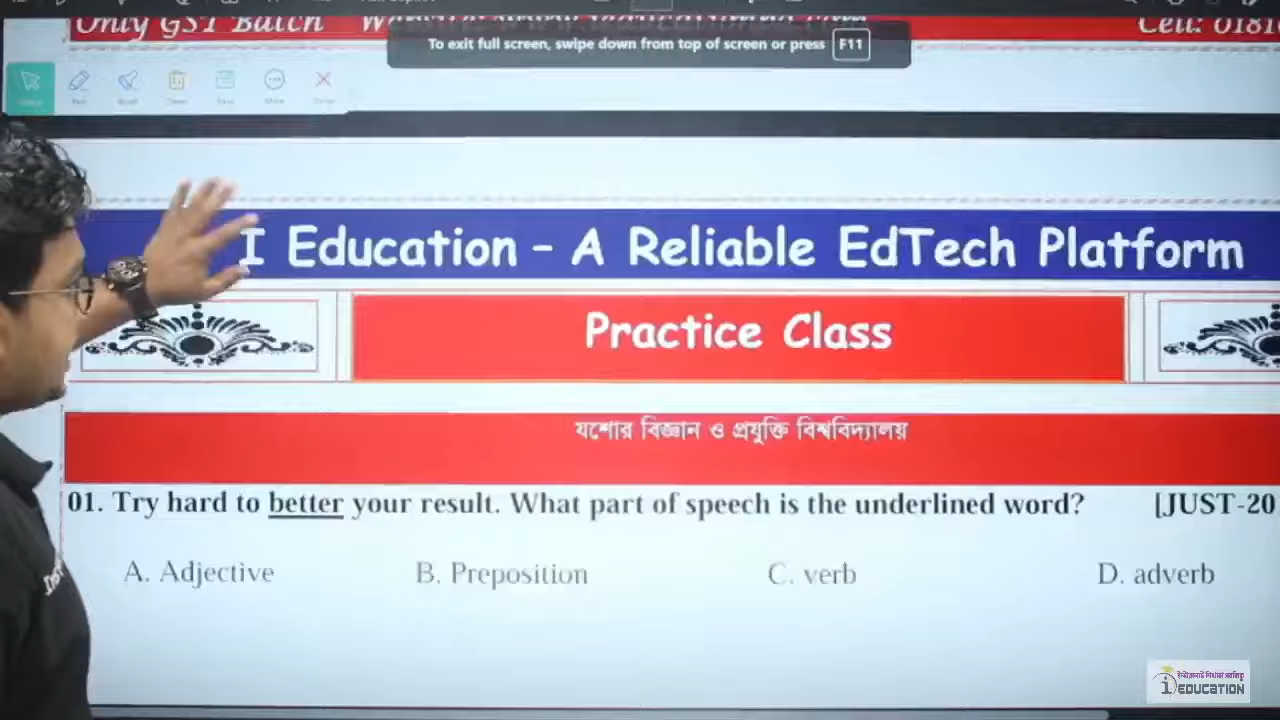 Only GST Batch
Cell: 0181
To exit full screen, swipe down from top of screen or press F11
I Education – A Reliable EdTech Platform
Practice Class
যশোর বিজ্ঞান ও প্রযুক্তি বিশ্ববিদ্যালয়
01. Try hard to better your result. What part of speech is the underlined word? [JUST-20
A. Adjective B. Preposition C. verb D. adverb
EDUCATION